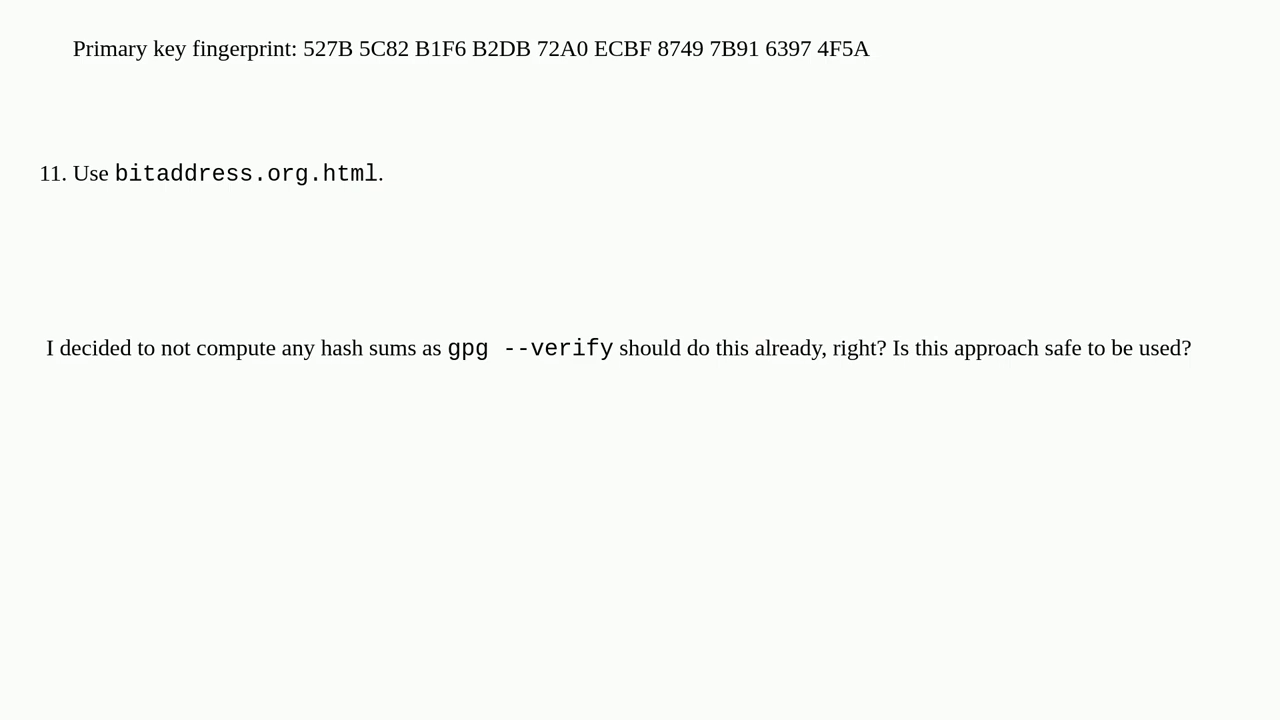 Primary key fingerprint: 527B 5C82 B1F6 B2DB 72A0 ECBF 8749 7B91 6397 4F5A
11. Use bitaddress.org.html.
I decided to not compute any hash sums as gpg --verify should do this already, right? Is this approach safe to be used?